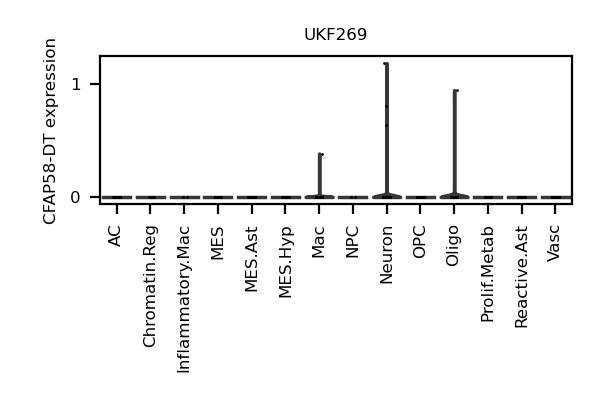 UKF269
CFAP58-DT expression
1
0
AC
Chromatin.Reg
Inflammatory.Mac
MES
MES.Ast
MES.Hyp
Mac
NPC
Neuron
OPC
Oligo
Prolif.Metab
Reactive.Ast
Vasc